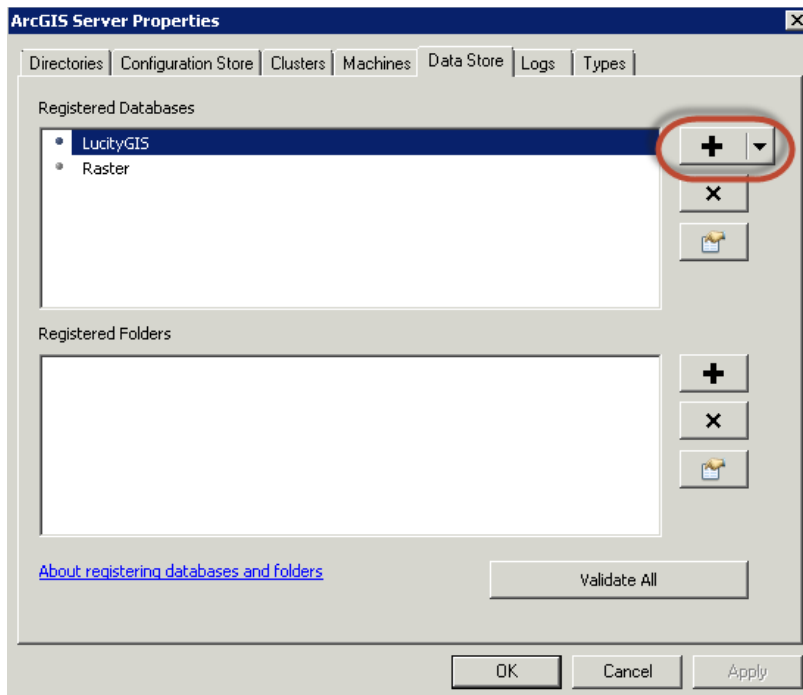 ArcGIS Server Properties
Directories Configuration Store Clusters Machines Data Store Logs Types
Registered Databases
LucityGIS
Raster
Registered Folders
About registering databases and folders
Validate All
OK Cancel Apply